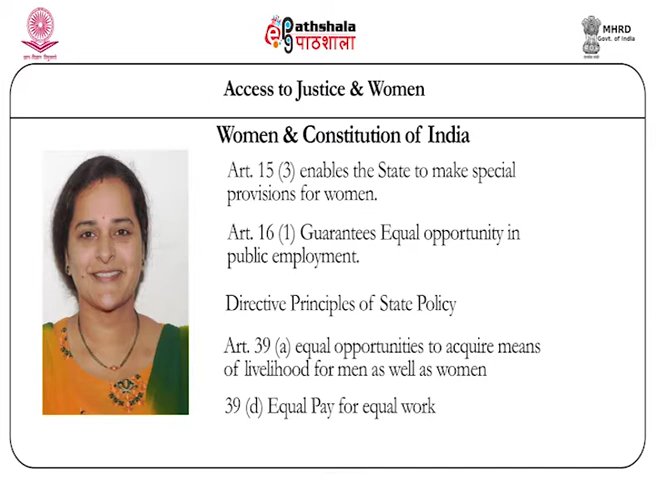 Pathshala
पाठशाला
MHRD
Govt. of India
Access to Justice & Women
Women & Constitution of India
Art. 15 (3) enables the State to make special
provisions for women.
Art. 16 (1) Guarantees Equal opportunity in
public employment.
Directive Principles of State Policy
Art. 39 (a) equal opportunities to acquire means
of livelihood for men as well as women
39 (d) Equal Pay for equal work